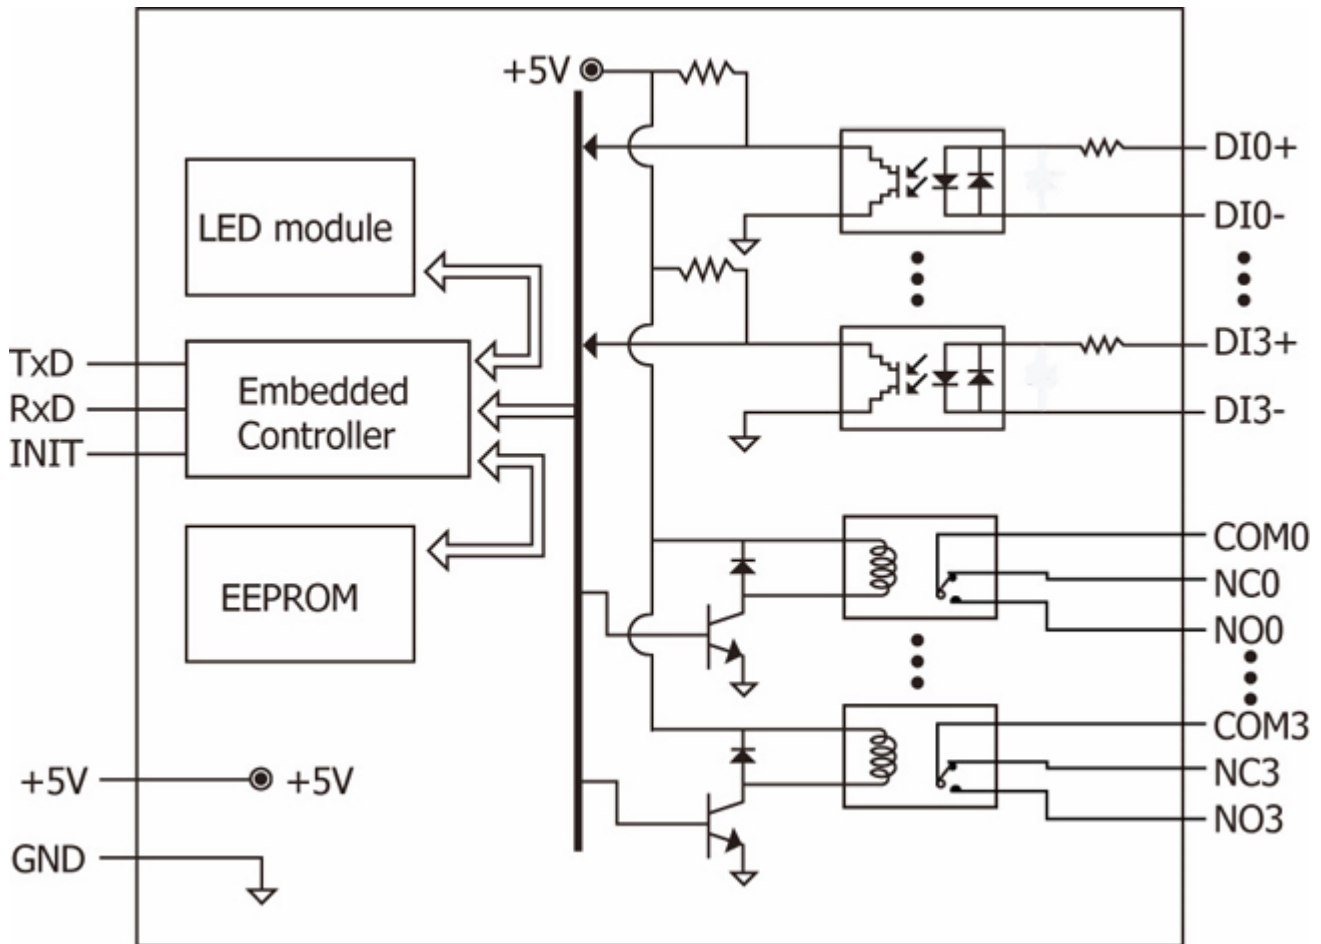 +5V
DI0+
LED module
DI0-
TxD
DI3+
Embedded
Controller
RxD
DI3-
INIT
COM0
NC0
EEPROM
NO0
COM3
+5V
+5V
NC3
NO3
GND